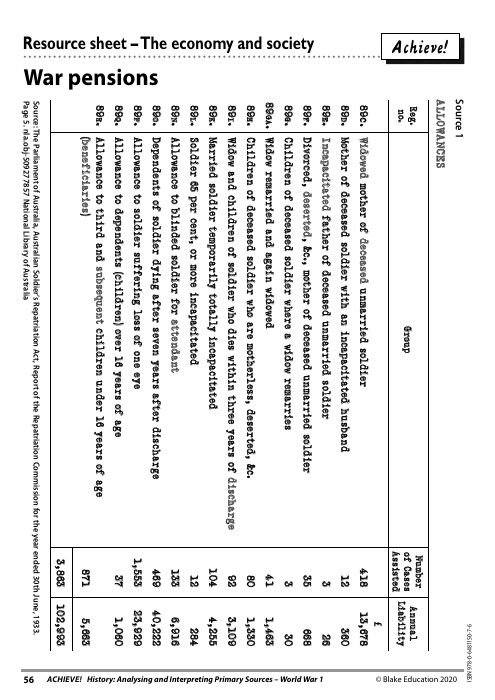 Resource sheet – The economy and society
Achieve!
War pensions
Source 1
ALLOWANCES
Reg. no. Group Number of Cases Assisted Annual Liability
£
89C. Widowed mother of deceased unmarried soldier 418 13,678
89D. Mother of deceased soldier with an incapacitated husband 12 360
89E. Incapacitated father of deceased unmarried soldier 3 26
89F. Divorced, deserted, &c., mother of deceased unmarried soldier 35 668
89G. Children of deceased soldier where a widow remarries 3 30
89GA. Widow remarried and again widowed 41 1,463
89H. Children of deceased soldier who are motherless, deserted, &c. 80 1,330
89I. Widow and children of soldier who dies within three years of discharge 92 3,109
89K. Married soldier temporarily totally incapacitated 104 4,255
89L. Soldier 65 per cent, or more incapacitated 12 284
89N. Allowance to blinded soldier for attendant 133 6,916
89O. Dependents of soldier dying after seven years after discharge 469 40,222
89P. Allowance to soldier suffering loss of one eye 1,553 23,929
89Q. Allowance to dependents (children) over 16 years of age 37 1,060
89R. Allowance to third and subsequent children under 16 years of age
(beneficiaries) 871 5,663
3,863 102,993
Source: The Parliament of Australia, Australian Soldier's Repatriation Act, Report of the Repatriation Commission for the year ended 30th June, 1933.
Page 5. nla.obj-509227857 National Library of Australia
56 ACHIEVE! History: Analysing and Interpreting Primary Sources – World War 1 © Blake Education 2020